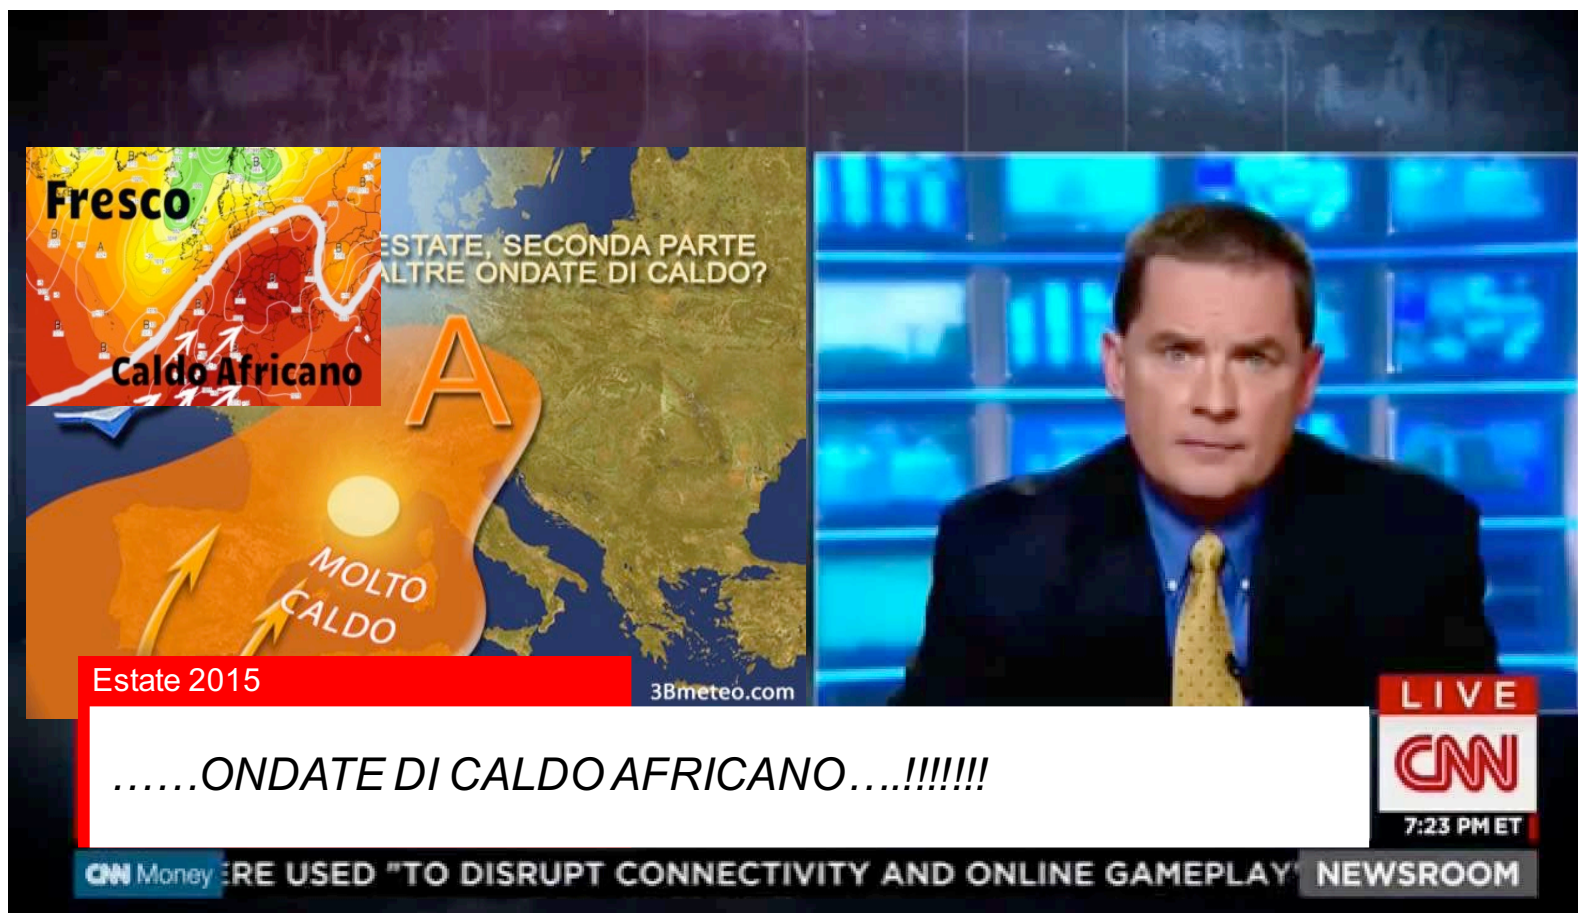 Fresco
Caldo Africano
ESTATE, SECONDA PARTE
ALTRE ONDATE DI CALDO?
A
MOLTO
CALDO
3Bmeteo.com
Estate 2015
……ONDATE DI CALDO AFRICANO….!!!!!!!
LIVE
CNN
7:23 PM ET
CNN Money
ERE USED "TO DISRUPT CONNECTIVITY AND ONLINE GAMEPLAY"
NEWSROOM